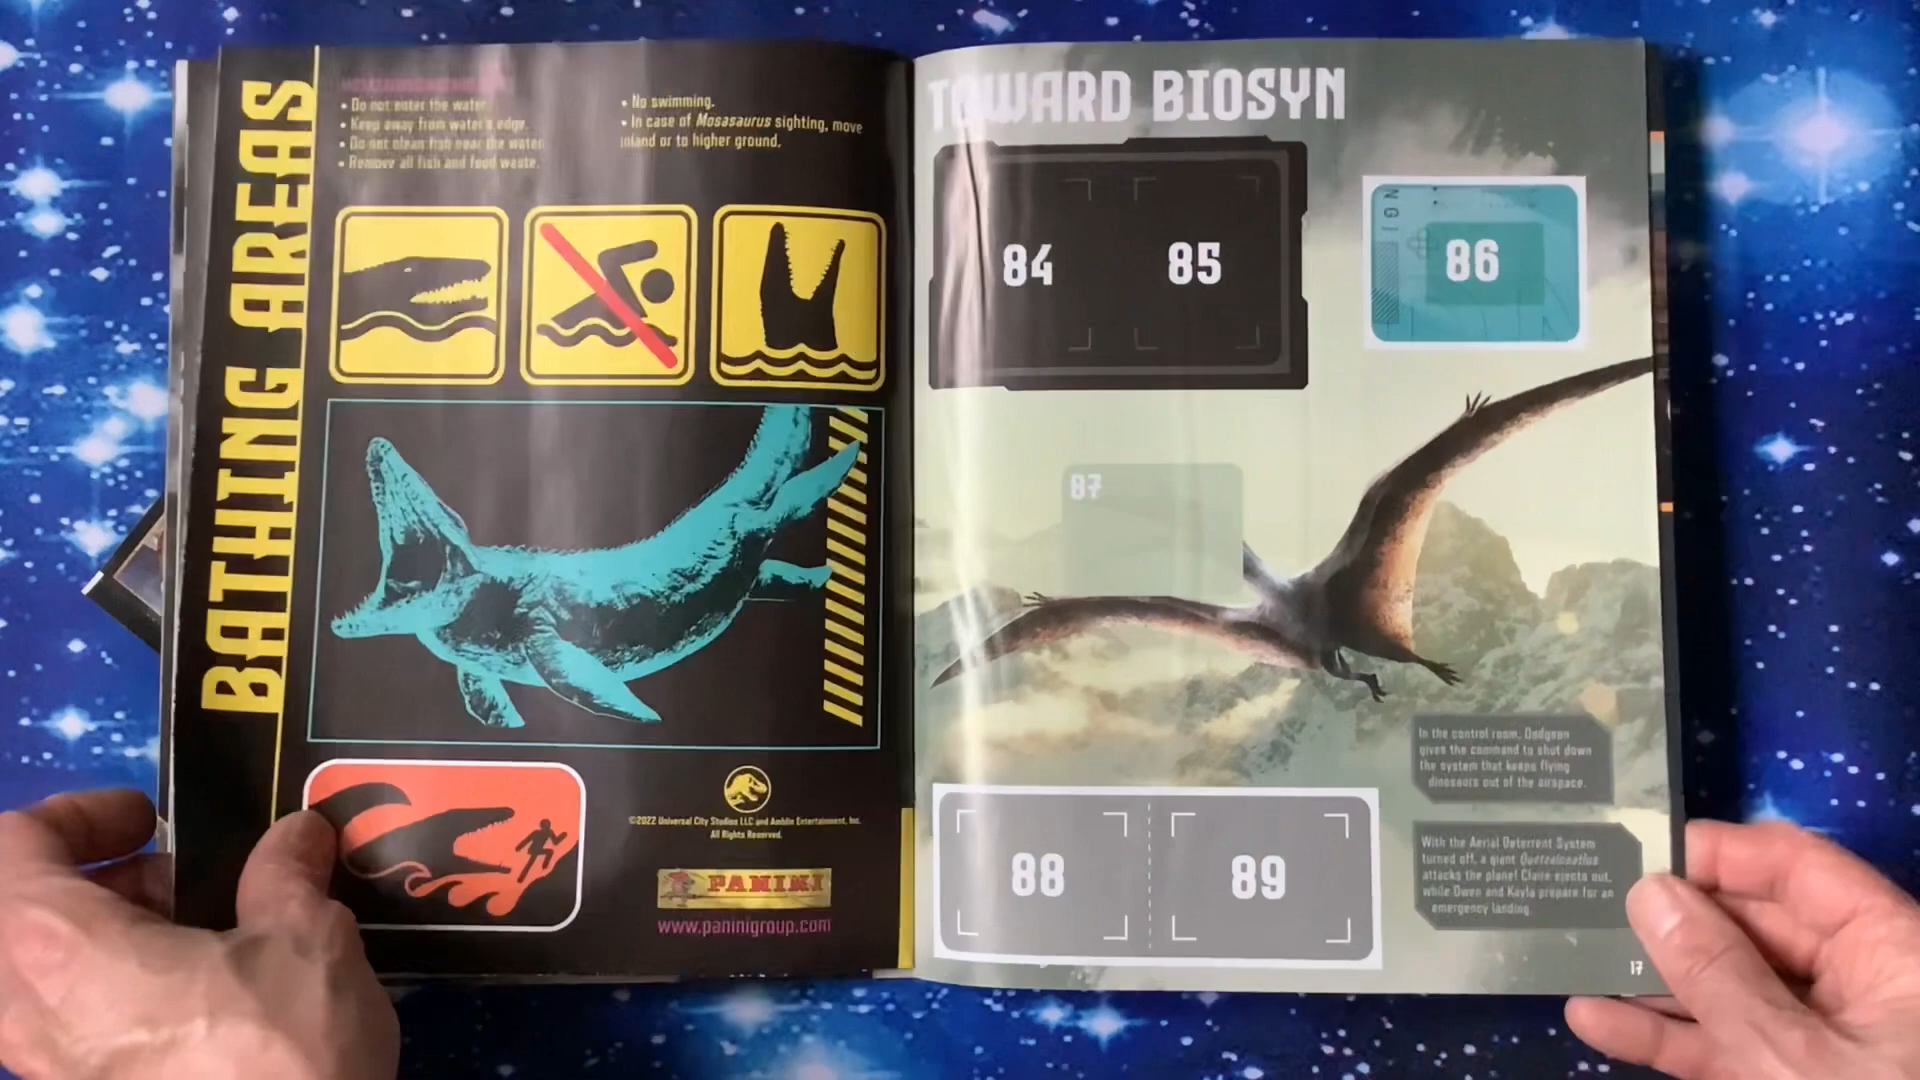 BATHING AREAS
• Do not enter the water.
• Keep away from water's edge.
• Do not clean fish near the water.
• Remove all fish and food waste.
• No swimming.
• In case of Mosasaurus sighting, move
inland or to higher ground.
©2022 Universal City Studios LLC and Amblin Entertainment, Inc.
All Rights Reserved.
PANINI
www.paninigroup.com
TOWARD BIOSYN
84
85
86
87
88
89
In the control room, Dodgson
gives the command to shut down
the system that keeps flying
dinosaurs out of the airspace.
With the Aerial Deterrent System
turned off, a giant Quetzalcoatlus
attacks the plane! Claire ejects out,
while Owen and Kayla prepare for an
emergency landing.
17